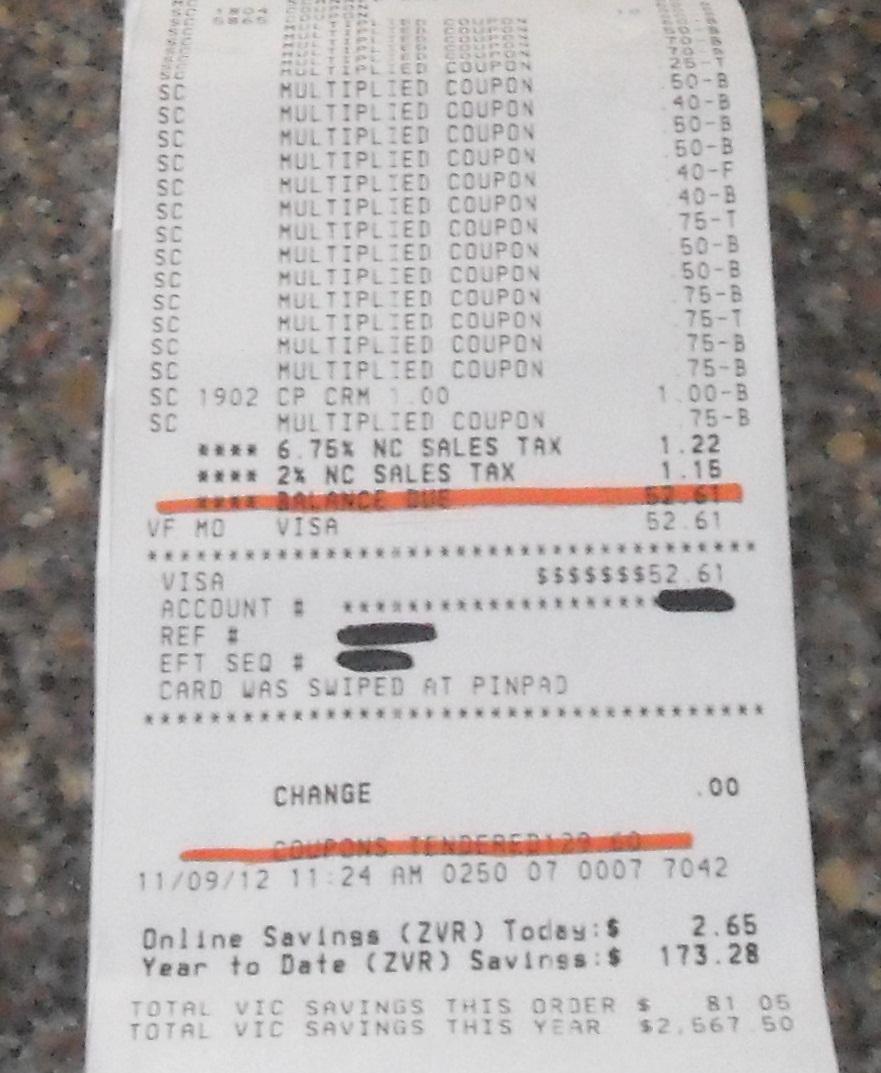 MULTIPLIED COUPON 25-T
SC MULTIPLIED COUPON .50-B
SC MULTIPLIED COUPON .40-B
SC MULTIPLIED COUPON .50-B
SC MULTIPLIED COUPON .50-B
SC MULTIPLIED COUPON .40-F
SC MULTIPLIED COUPON .40-B
SC MULTIPLIED COUPON .75-T
SC MULTIPLIED COUPON .50-B
SC MULTIPLIED COUPON .50-B
SC MULTIPLIED COUPON .75-B
SC MULTIPLIED COUPON .75-T
SC MULTIPLIED COUPON .75-B
SC MULTIPLIED COUPON .75-B
SC 1902 CP CRM 1.00 1.00-B
SC MULTIPLIED COUPON .75-B
**** 6.75% NC SALES TAX 1.22
**** 2% NC SALES TAX 1.15
**** BALANCE DUE 52.61
VF MO VISA 52.61
****************************************
VISA $$$$$$$52.61
ACCOUNT # ********************
REF #
EFT SEQ #
CARD WAS SWIPED AT PINPAD
****************************************
CHANGE .00
COUPONS TENDERED129.60
11/09/12 11:24 AM 0250 07 0007 7042
Online Savings (ZVR) Today:$ 2.65
Year to Date (ZVR) Savings:$ 173.28
TOTAL VIC SAVINGS THIS ORDER $ 81.05
TOTAL VIC SAVINGS THIS YEAR $2,567.50